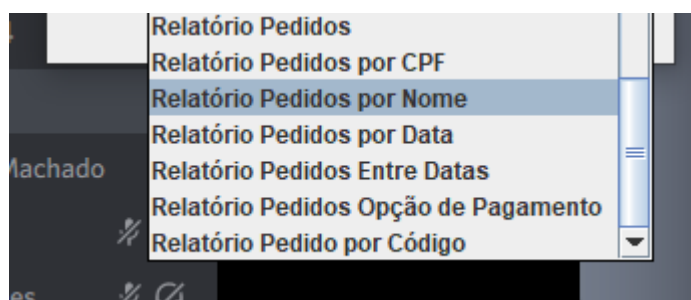 Relatório Pedidos
Relatório Pedidos por CPF
Relatório Pedidos por Nome
Relatório Pedidos por Data
Machado
Relatório Pedidos Entre Datas
Relatório Pedidos Opção de Pagamento
Relatório Pedido por Código
es